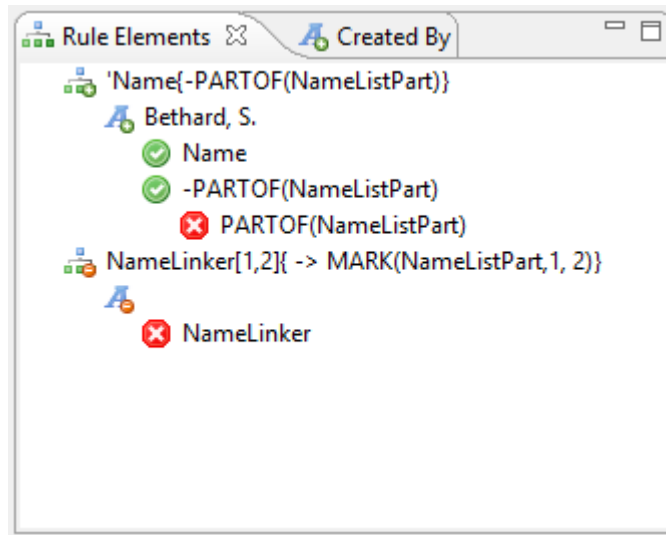 Rule Elements Created By
'Name{-PARTOF(NameListPart)}
Bethard, S.
Name
-PARTOF(NameListPart)
PARTOF(NameListPart)
NameLinker[1,2]{ -> MARK(NameListPart,1, 2)}
NameLinker